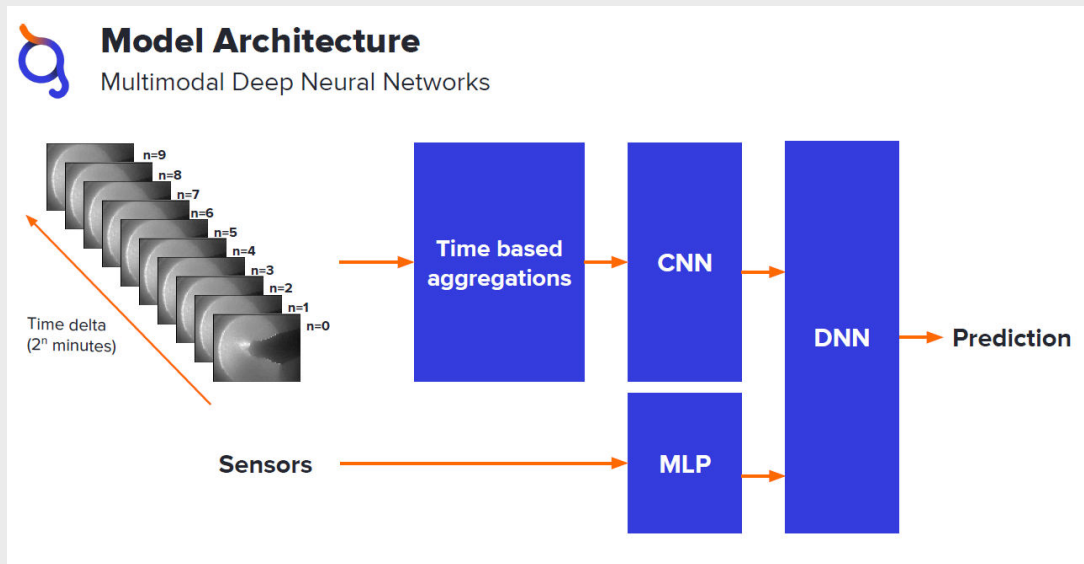 Model Architecture
Multimodal Deep Neural Networks
n=9
n=8
n=7
n=6
n=5
n=4
n=3
n=2
n=1
n=0
Time delta
(2ⁿ minutes)
Time based
aggregations
CNN
DNN
Prediction
Sensors
MLP